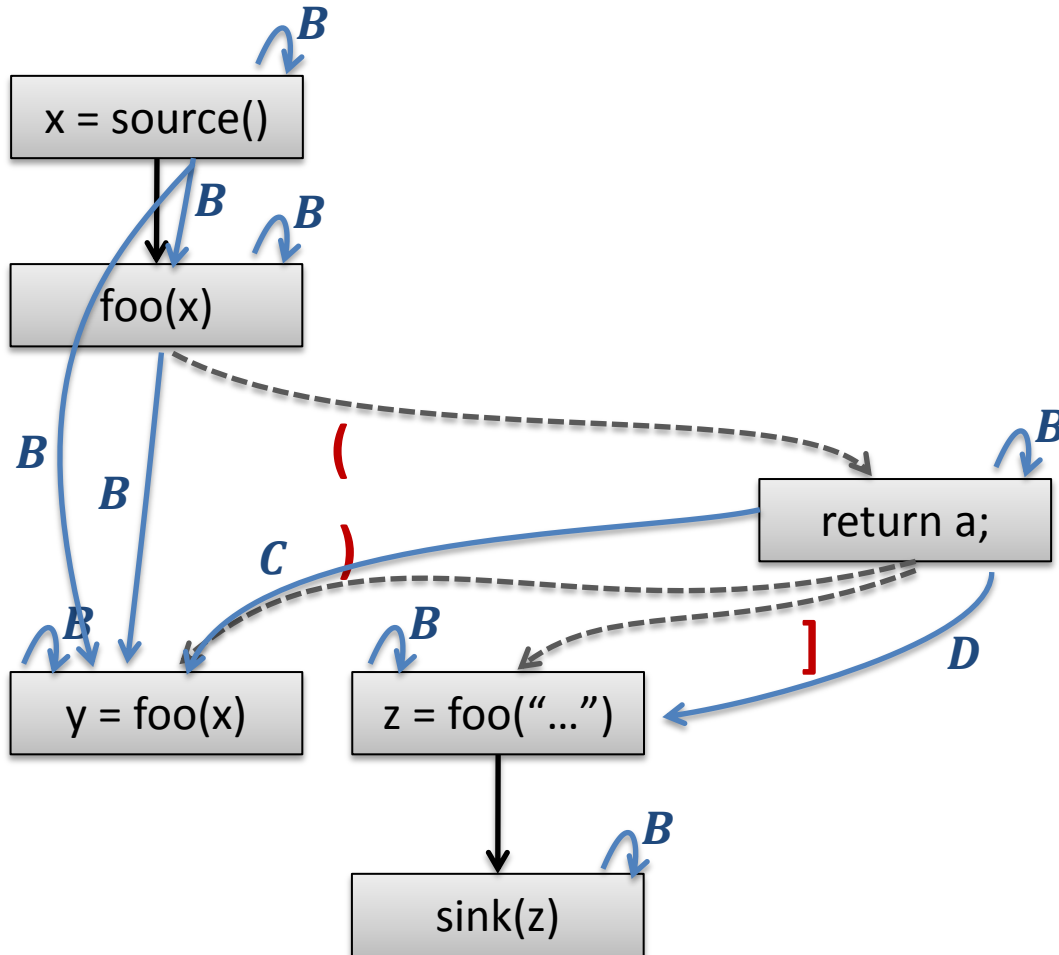 B
x = source()
B
B
foo(x)
B
B
(
B
return a;
C
)
B
B
]
D
y = foo(x)
z = foo(“…”)
B
sink(z)